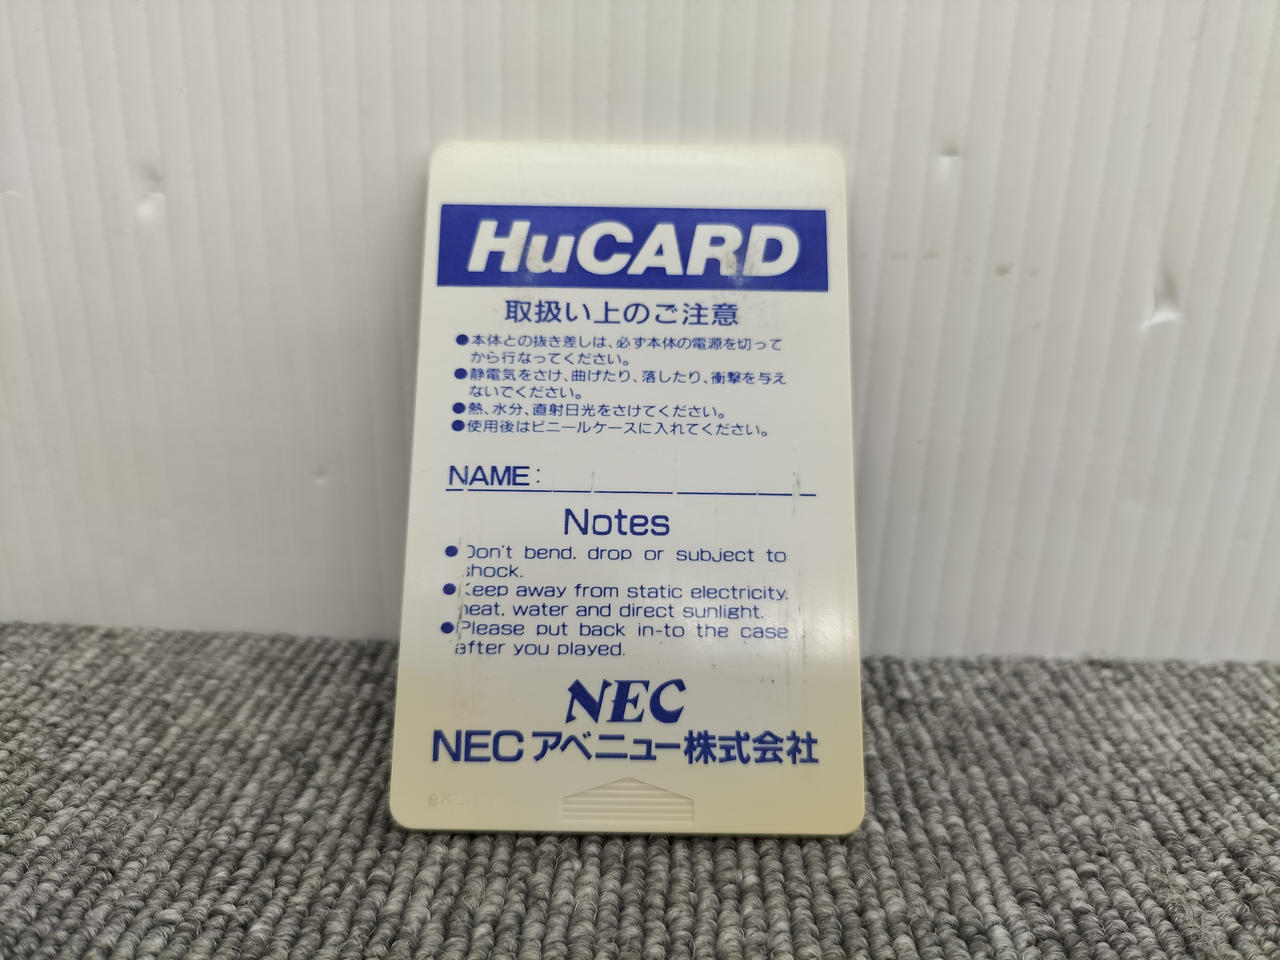 HuCARD
取扱い上のご注意
●本体との抜き差しは、必ず本体の電源を切って
から行なってください。
●静電気をさけ、曲げたり、落したり、衝撃を与え
ないでください。
●熱、水分、直射日光をさけてください。
●使用後はビニールケースに入れてください。
NAME:
Notes
● Don't bend, drop or subject to
shock.
● Keep away from static electricity,
heat, water and direct sunlight.
● Please put back in-to the case
after you played.
NEC
NECアベニュー株式会社